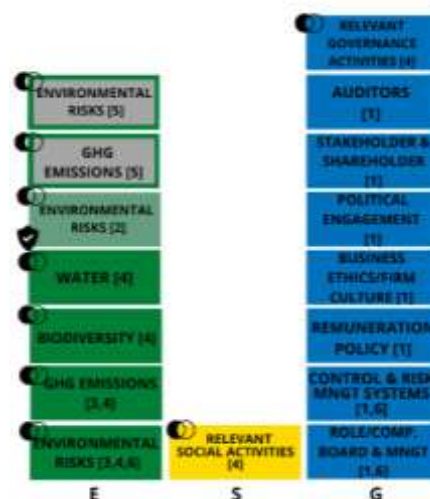 RELEVANT
GOVERNANCE
ACTIVITIES [4]
ENVIRONMENTAL
RISKS [5]
AUDITORS
[1]
GHG
EMISSIONS [5]
STAKEHOLDER &
SHAREHOLDER
[1]
ENVIRONMENTAL
RISKS [2]
POLITICAL
ENGAGEMENT
[1]
WATER [4]
BUSINESS
ETHICS/FIRM
CULTURE [1]
BIODIVERSITY [4]
REMUNERATION
POLICY [1]
GHG EMISSIONS
[3,4]
CONTROL & RISK
MNGT SYSTEMS
[1,6]
ENVIRONMENTAL
RISKS [3,4,6]
RELEVANT
SOCIAL ACTIVITIES
[4]
ROLE/COMP.
BOARD & MNGT
[1,6]
E S G